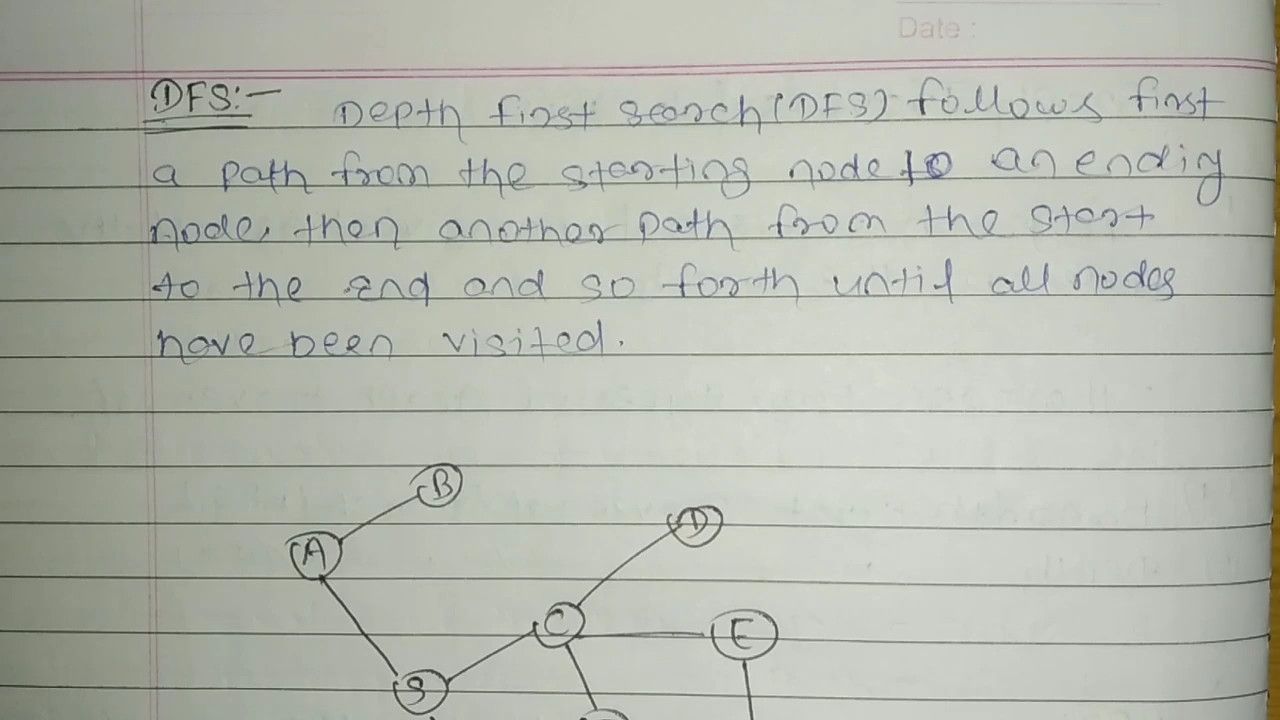 Date :
DFS:- Depth first search (DFS) follows first
a path from the starting node to an ending
node, then another path from the start
to the end and so forth until all nodes
have been visited.
B
D
A
C
E
S